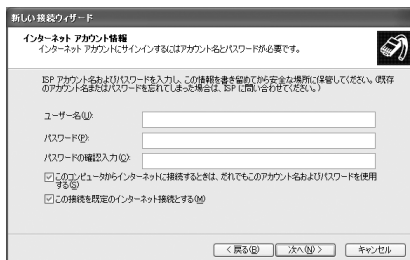 新しい接続ウィザード
インターネット アカウント情報
インターネット アカウントにサインインするにはアカウント名とパスワードが必要です。
ISP アカウント名およびパスワードを入力し、この情報を書き留めてから安全な場所に保管してください。(既存
のアカウント名またはパスワードを忘れてしまった場合は、ISP に問い合わせてください。)
ユーザー名(U):
パスワード(P):
パスワードの確認入力(C):
このコンピュータからインターネットに接続するときは、だれでもこのアカウント名およびパスワードを使用
する(S)
この接続を既定のインターネット接続とする(M)
< 戻る(B)
次へ(N) >
キャンセル